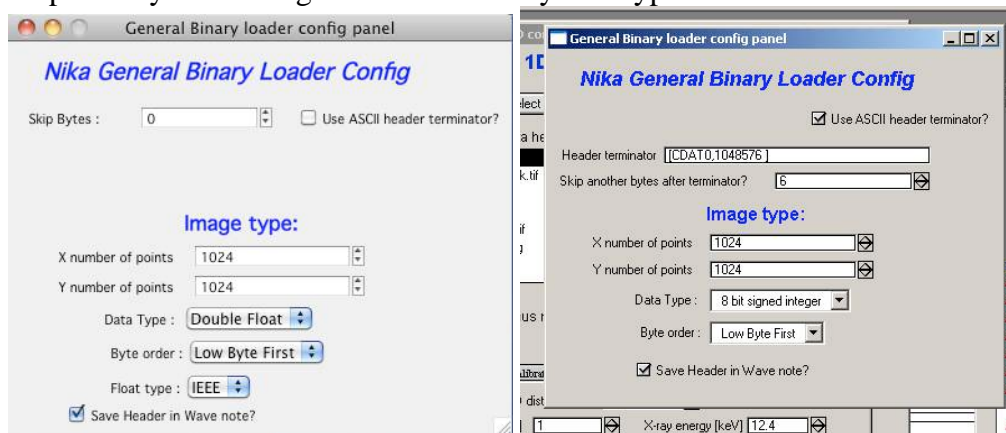 General Binary loader config panel
Nika General Binary Loader Config
Skip Bytes : 0 Use ASCII header terminator?
Image type:
X number of points 1024
Y number of points 1024
Data Type : Double Float
Byte order : Low Byte First
Float type : IEEE
Save Header in Wave note?
General Binary loader config panel
Nika General Binary Loader Config
Use ASCII header terminator?
Header terminator [[CDAT0,1048576 ]
Skip another bytes after terminator? 6
Image type:
X number of points 1024
Y number of points 1024
Data Type : 8 bit signed integer
Byte order : Low Byte First
Save Header in Wave note?
1 X-ray energy [keV] 12.4